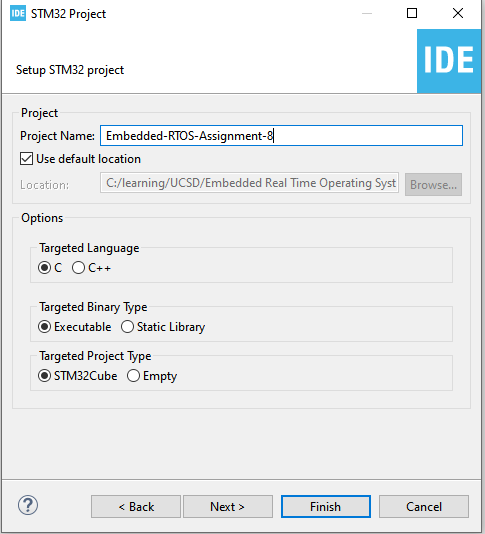 IDE STM32 Project
IDE
Setup STM32 project
Project
Project Name: Embedded-RTOS-Assignment-8
Use default location
Location: C:/learning/UCSD/Embedded Real Time Operating Syst Browse...
Options
Targeted Language
C C++
Targeted Binary Type
Executable Static Library
Targeted Project Type
STM32Cube Empty
? < Back Next > Finish Cancel